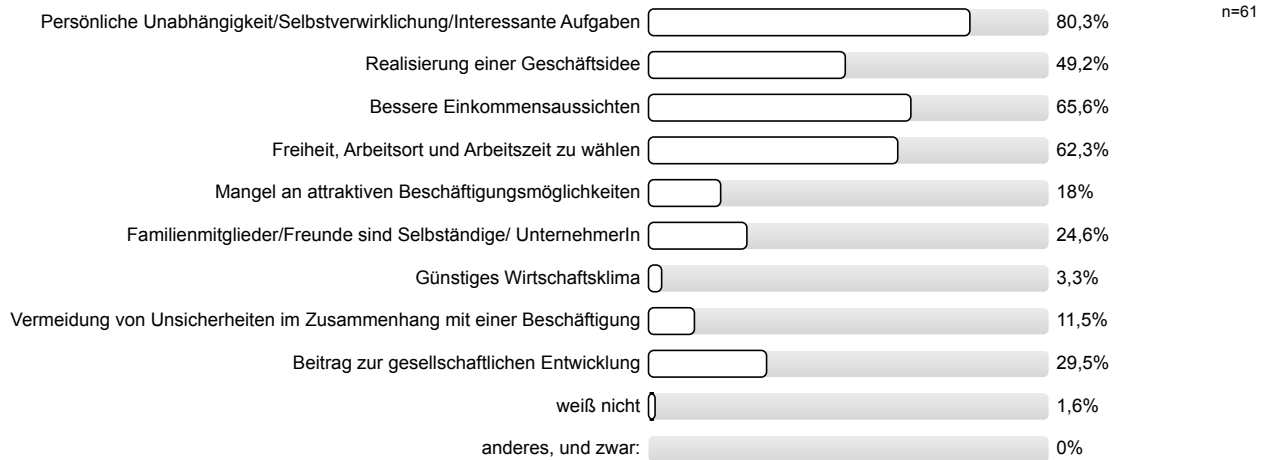 n=61
Persönliche Unabhängigkeit/Selbstverwirklichung/Interessante Aufgaben 80,3%
Realisierung einer Geschäftsidee 49,2%
Bessere Einkommensaussichten 65,6%
Freiheit, Arbeitsort und Arbeitszeit zu wählen 62,3%
Mangel an attraktiven Beschäftigungsmöglichkeiten 18%
Familienmitglieder/Freunde sind Selbständige/ UnternehmerIn 24,6%
Günstiges Wirtschaftsklima 3,3%
Vermeidung von Unsicherheiten im Zusammenhang mit einer Beschäftigung 11,5%
Beitrag zur gesellschaftlichen Entwicklung 29,5%
weiß nicht 1,6%
anderes, und zwar: 0%